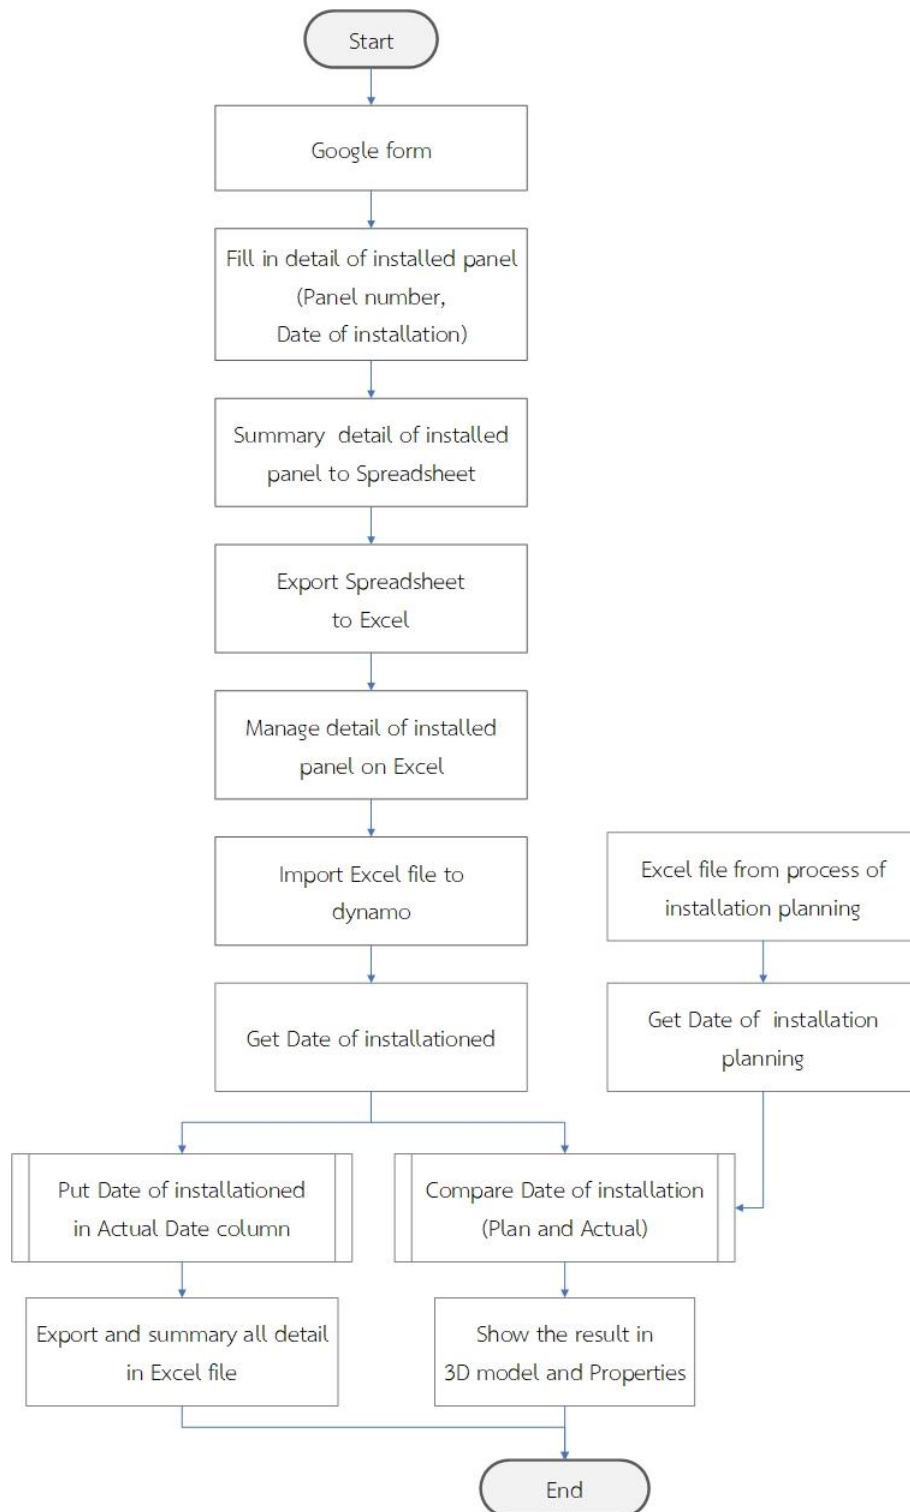 Start
Google form
Fill in detail of installed panel
(Panel number,
Date of installation)
Summary detail of installed
panel to Spreadsheet
Export Spreadsheet
to Excel
Manage detail of installed
panel on Excel
Import Excel file to
dynamo
Excel file from process of
installation planning
Get Date of installationed
Get Date of installation
planning
Put Date of installationed
in Actual Date column
Compare Date of installation
(Plan and Actual)
Export and summary all detail
in Excel file
Show the result in
3D model and Properties
End